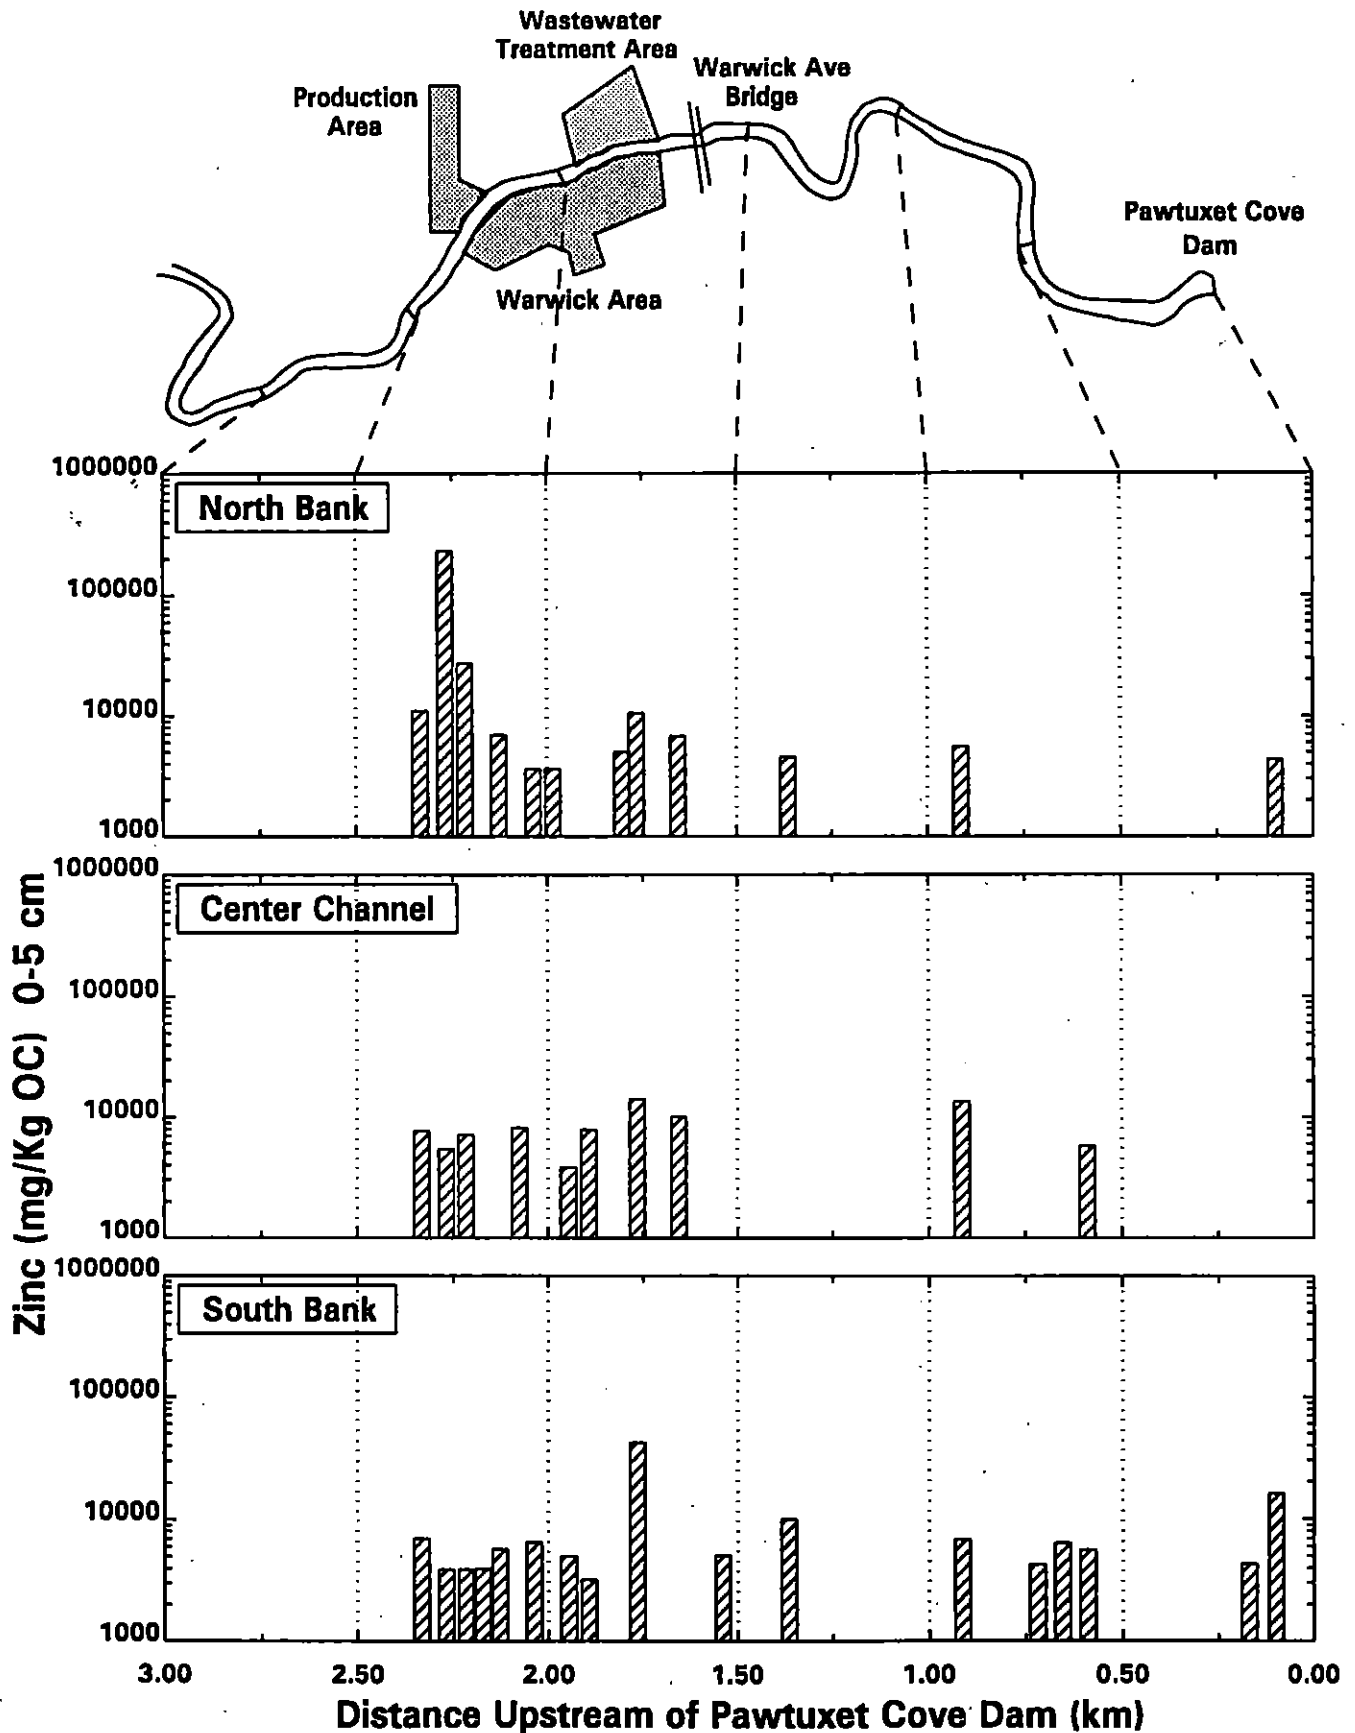 Wastewater
Treatment Area
Warwick Ave
Bridge
Production
Area
Pawtuxet Cove
Dam
Warwick Area
Zinc (mg/Kg OC) 0-5 cm
1000000
North Bank
100000
10000
1000
1000000
Center Channel
100000
10000
1000
1000000
South Bank
100000
10000
1000
3.00 2.50 2.00 1.50 1.00 0.50 0.00
Distance Upstream of Pawtuxet Cove Dam (km)